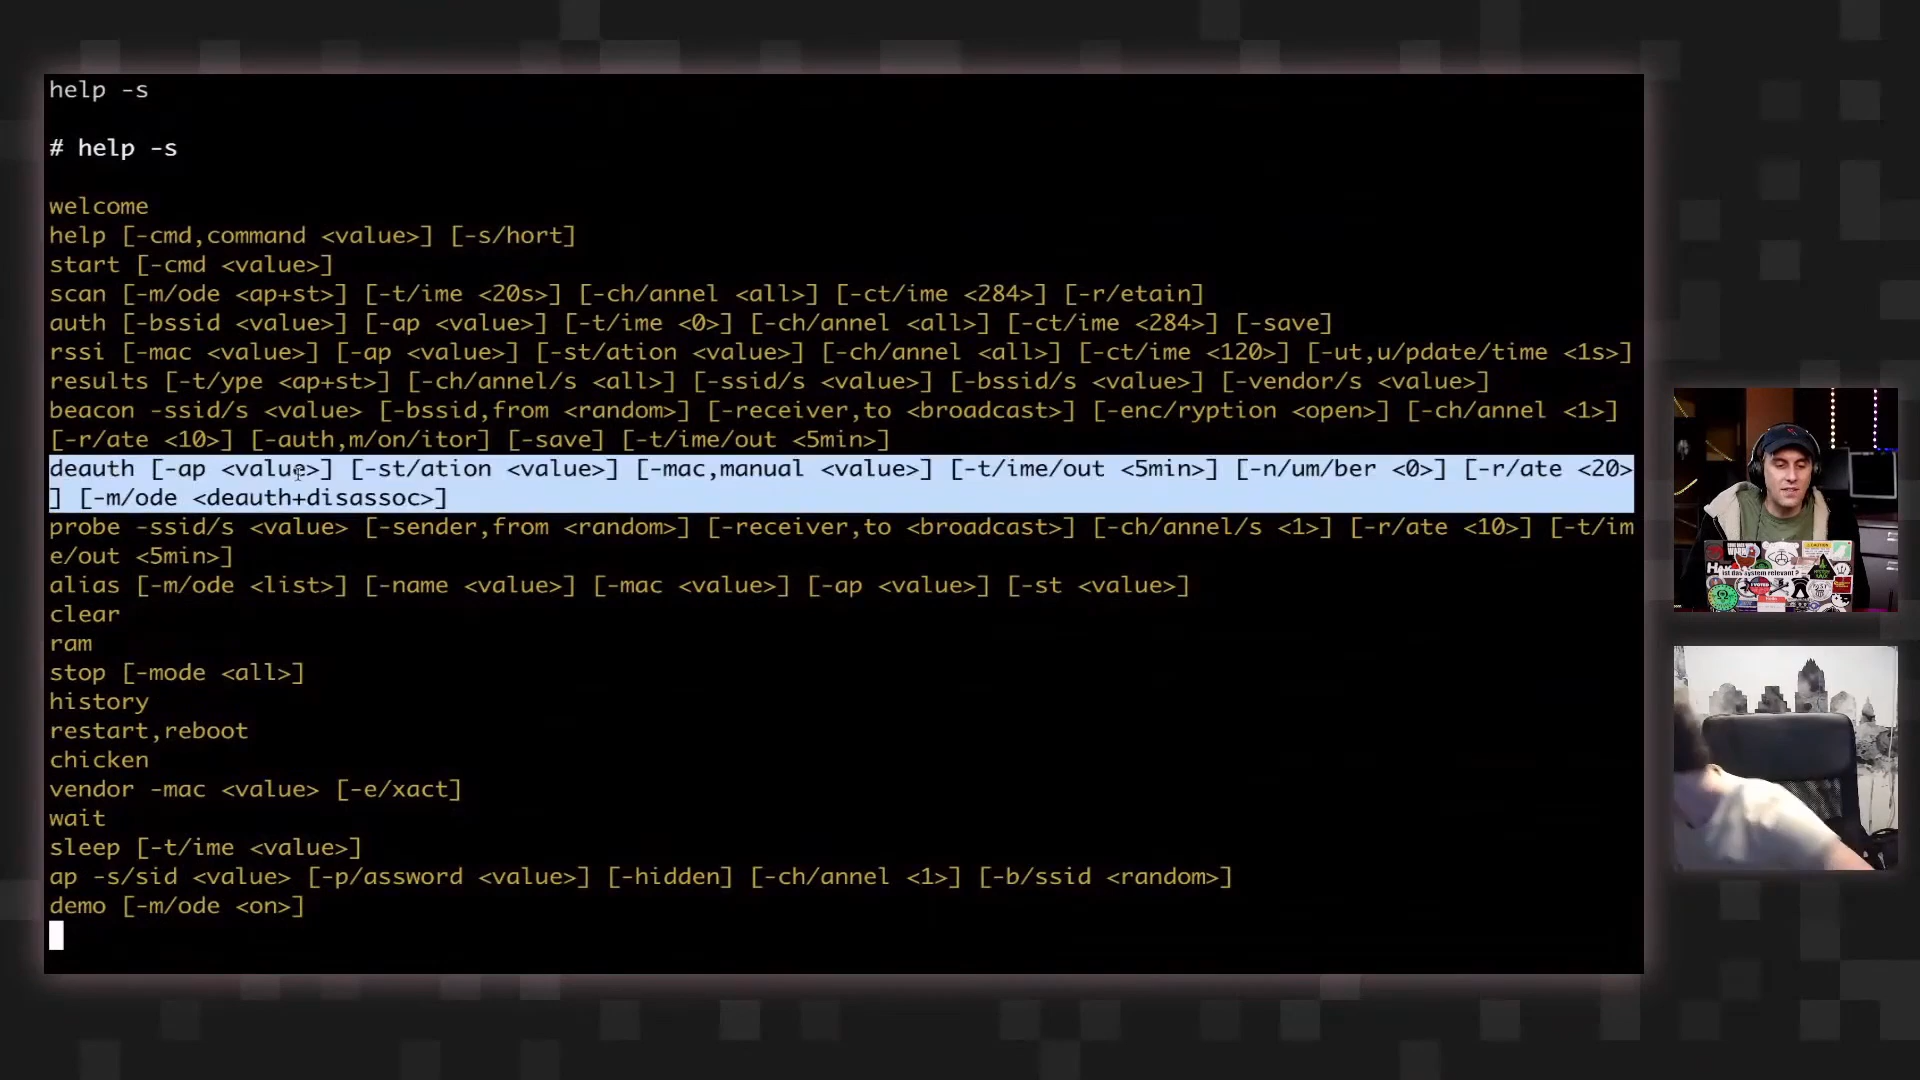 help -s
# help -s
welcome
help [-cmd,command <value>] [-s/hort]
start [-cmd <value>]
scan [-m/ode <ap+st>] [-t/ime <20s>] [-ch/annel <all>] [-ct/ime <284>] [-r/etain]
auth [-bssid <value>] [-ap <value>] [-t/ime <0>] [-ch/annel <all>] [-ct/ime <284>] [-save]
rssi [-mac <value>] [-ap <value>] [-st/ation <value>] [-ch/annel <all>] [-ct/ime <120>] [-ut,u/pdate/time <1s>]
results [-t/ype <ap+st>] [-ch/annel/s <all>] [-ssid/s <value>] [-bssid/s <value>] [-vendor/s <value>]
beacon -ssid/s <value> [-bssid,from <random>] [-receiver,to <broadcast>] [-enc/ryption <open>] [-ch/annel <1>]
[-r/ate <10>] [-auth,m/on/itor] [-save] [-t/ime/out <5min>]
deauth [-ap <value>] [-st/ation <value>] [-mac,manual <value>] [-t/ime/out <5min>] [-n/um/ber <0>] [-r/ate <20>
] [-m/ode <deauth+disassoc>]
probe -ssid/s <value> [-sender,from <random>] [-receiver,to <broadcast>] [-ch/annel/s <1>] [-r/ate <10>] [-t/im
e/out <5min>]
alias [-m/ode <list>] [-name <value>] [-mac <value>] [-ap <value>] [-st <value>]
clear
ram
stop [-mode <all>]
history
restart,reboot
chicken
vendor -mac <value> [-e/xact]
wait
sleep [-t/ime <value>]
ap -s/sid <value> [-p/assword <value>] [-hidden] [-ch/annel <1>] [-b/ssid <random>]
demo [-m/ode <on>]
ist das system relevant ?